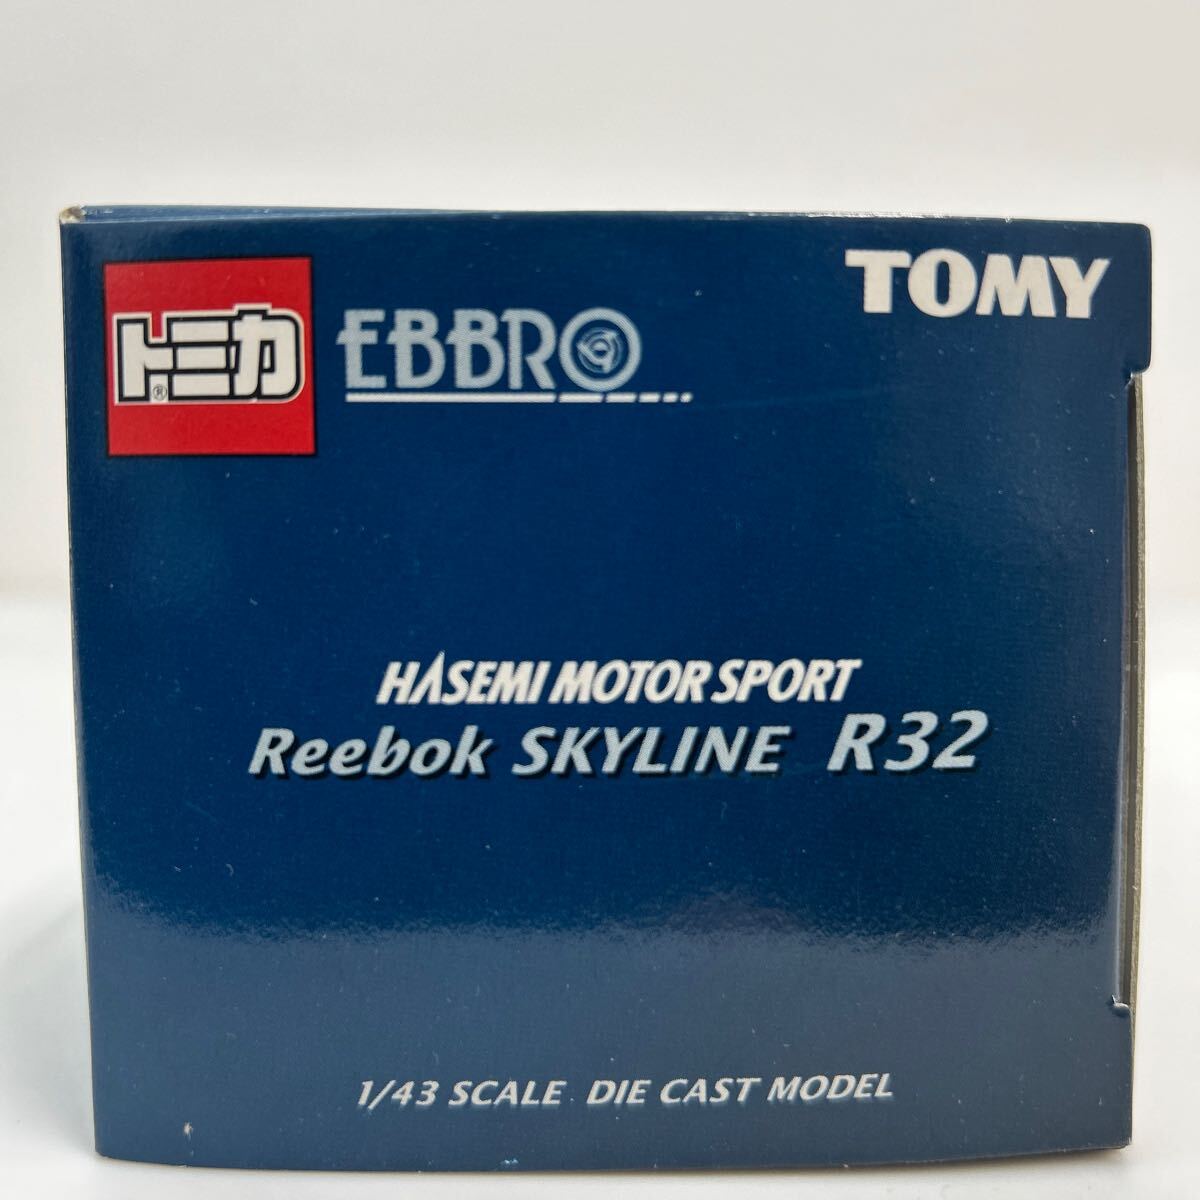 トミカ®
EBBRO
TOMY
HASEMI MOTOR SPORT
Reebok SKYLINE R32
1/43 SCALE DIE CAST MODEL